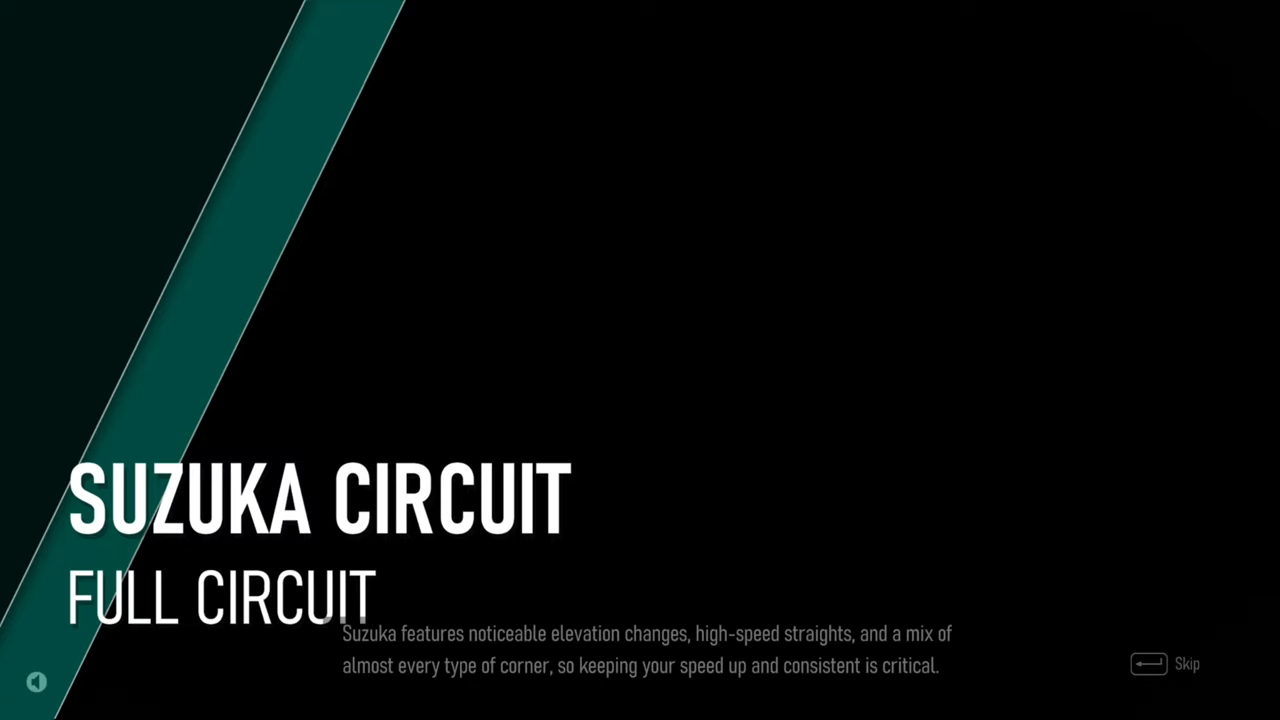 SUZUKA CIRCUIT
FULL CIRCUIT
Suzuka features noticeable elevation changes, high-speed straights, and a mix of
almost every type of corner, so keeping your speed up and consistent is critical.
Skip